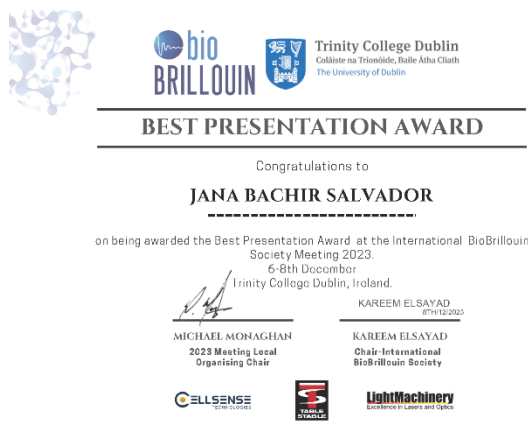 bio
BRILLOUIN
Trinity College Dublin
Coláiste na Tríonóide, Baile Átha Cliath
The University of Dublin
BEST PRESENTATION AWARD
Congratulations to
JANA BACHIR SALVADOR
on being awarded the Best Presentation Award at the International BioBrillouin
Society Meeting 2023.
6-8th December
Trinity College Dublin, Ireland.
KAREEM ELSAYAD
8TH/12/2023
MICHAEL MONAGHAN
KAREEM ELSAYAD
2023 Meeting Local
Organising Chair
Chair-International
BioBrillouin Society
CELLSENSE
TECHNOLOGIES
TABLE
STABLE
LightMachinery
Excellence in Lasers and Optics